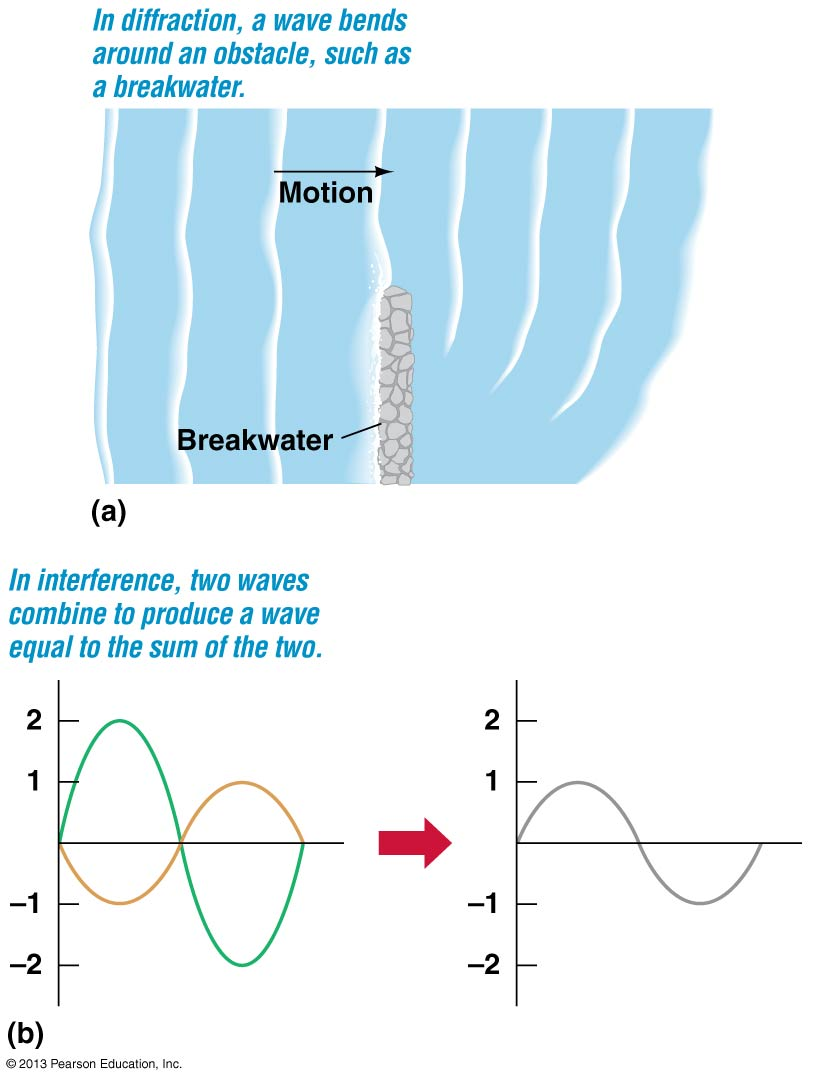 In diffraction, a wave bends
around an obstacle, such as
a breakwater.
Motion
Breakwater
(a)
In interference, two waves
combine to produce a wave
equal to the sum of the two.
2
1
–1
–2
2
1
–1
–2
(b)
© 2013 Pearson Education, Inc.